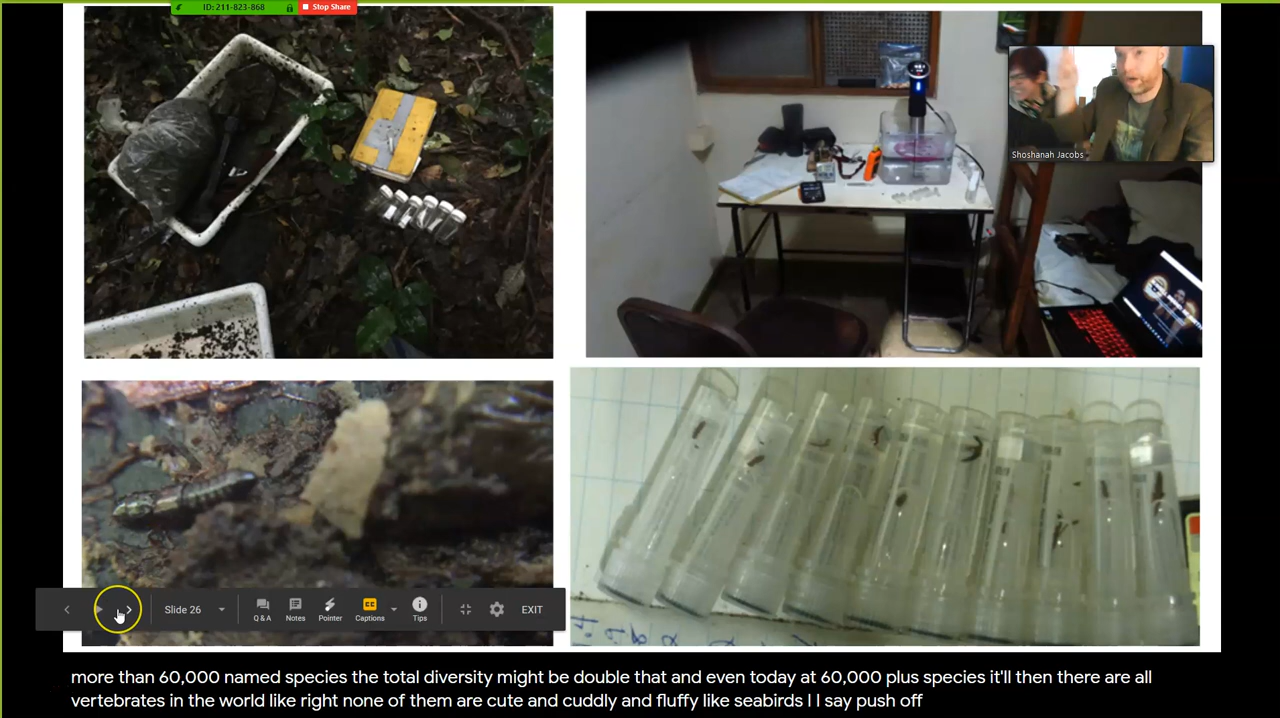 ID: 211-823-868
Stop Share
Shoshanah Jacobs
Slide 26
Q & A
Notes
Pointer
CC
Captions
Tips
EXIT
more than 60,000 named species the total diversity might be double that and even today at 60,000 plus species it'll then there are all
vertebrates in the world like right none of them are cute and cuddly and fluffy like seabirds I I say push off